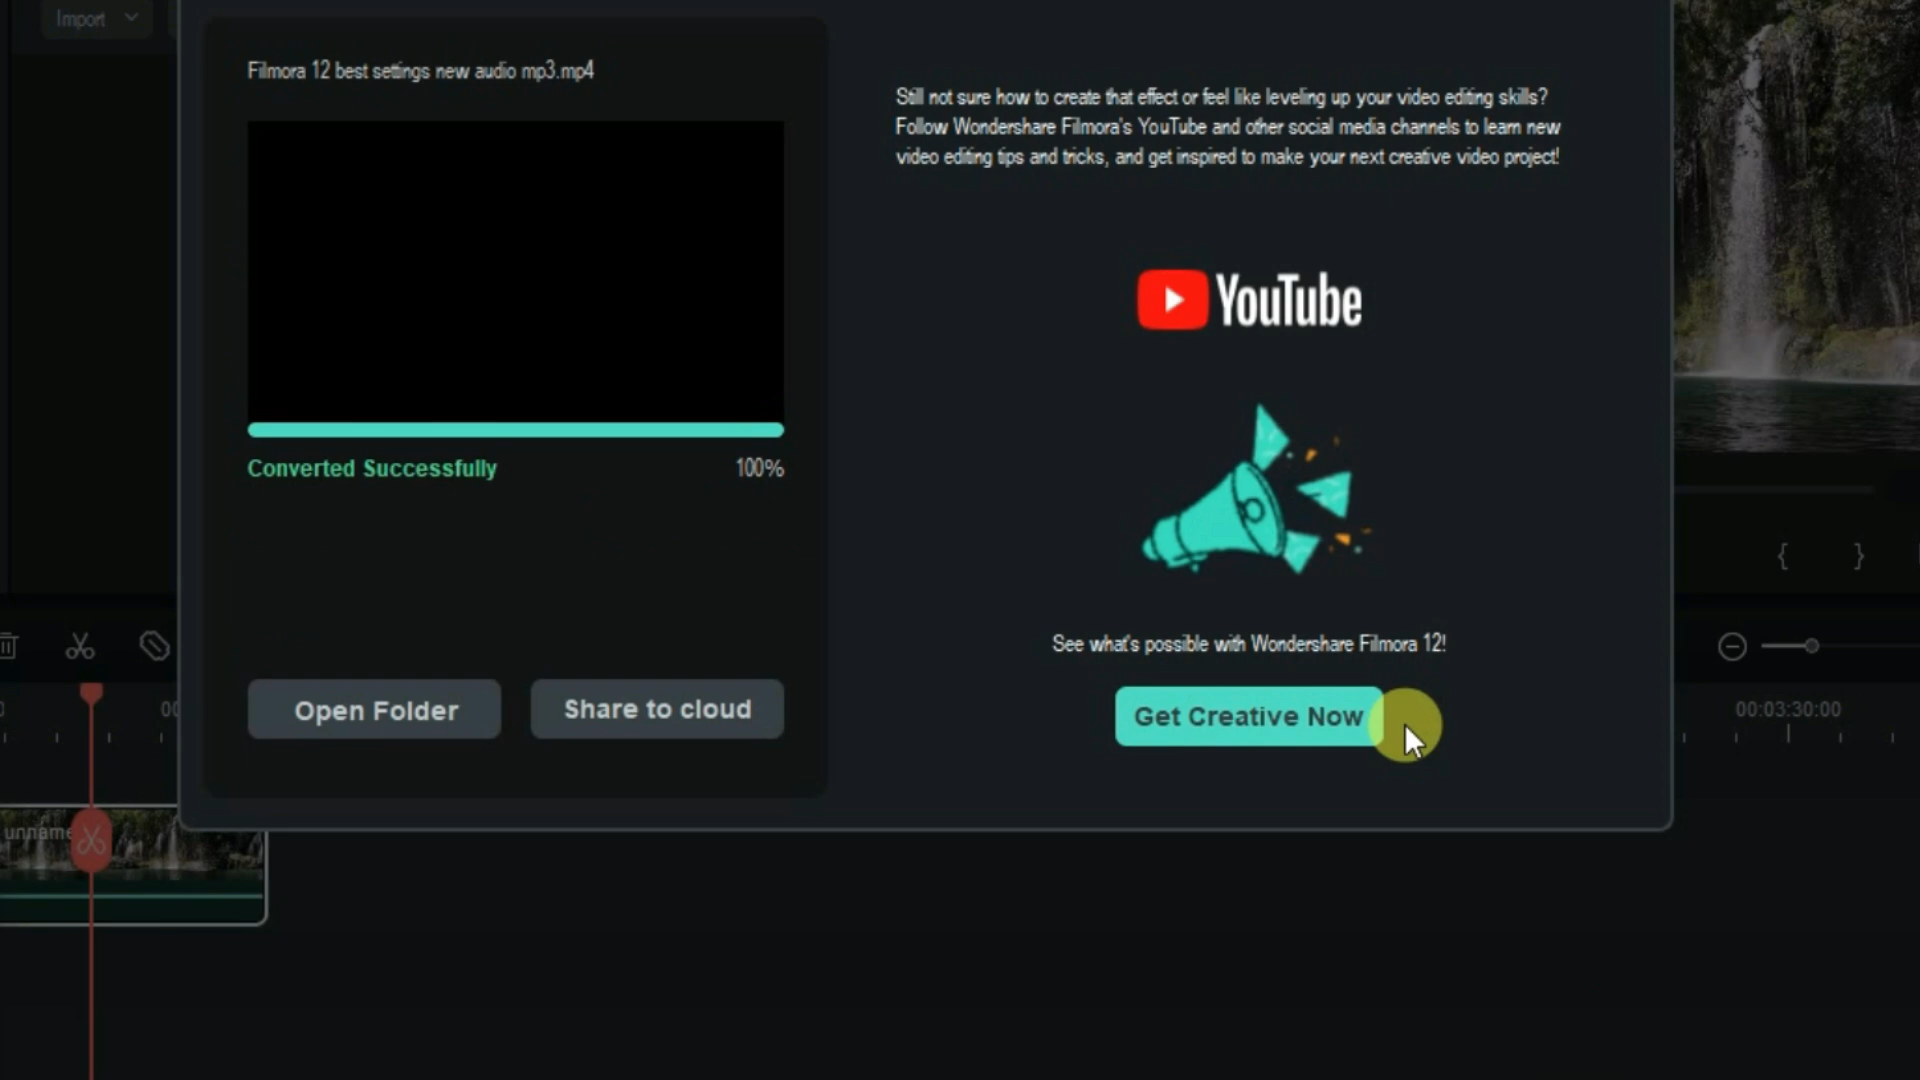 Import
Filmora 12 best settings new audio mp3.mp4
Still not sure how to create that effect or feel like leveling up your video editing skills?
Follow Wondershare Filmora's YouTube and other social media channels to learn new
video editing tips and tricks, and get inspired to make your next creative video project!
YouTube
Converted Successfully 100%
See what's possible with Wondershare Filmora 12!
Open Folder
Share to cloud
Get Creative Now
00:03:30:00